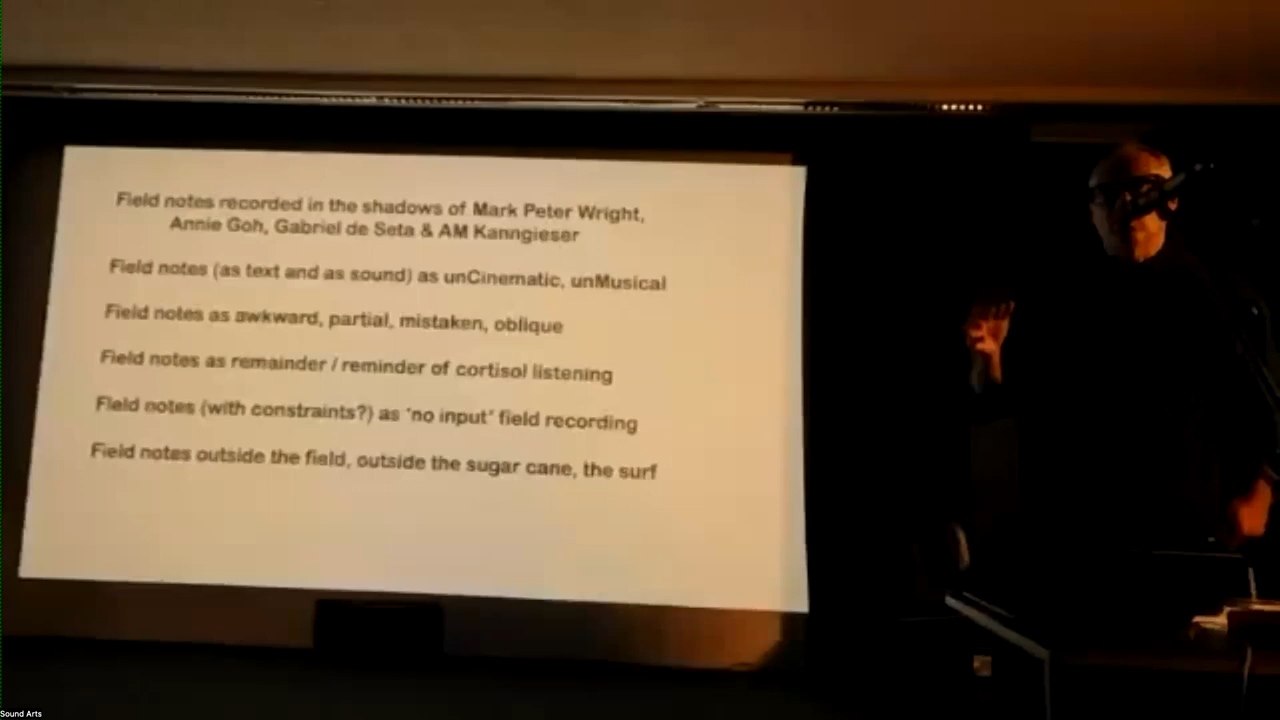 Field notes recorded in the shadows of Mark Peter Wright,
Annie Goh, Gabriel de Seta & AM Kanngieser
Field notes (as text and as sound) as unCinematic, unMusical
Field notes as awkward, partial, mistaken, oblique
Field notes as remainder / reminder of cortisol listening
Field notes (with constraints?) as 'no input' field recording
Field notes outside the field, outside the sugar cane, the surf
Sound Arts